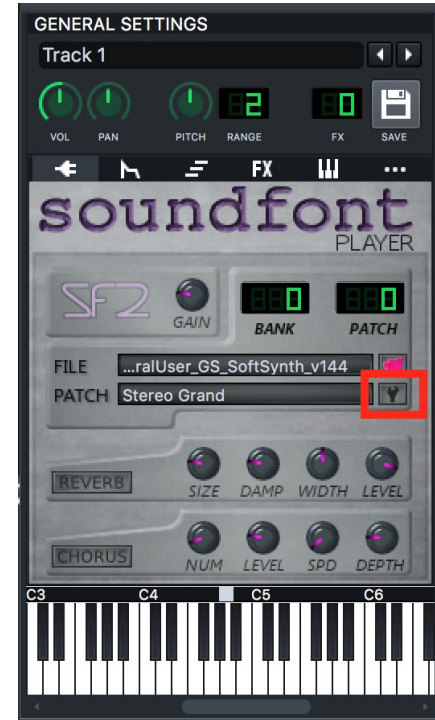 GENERAL SETTINGS
Track 1
2 0
VOL PAN PITCH RANGE FX SAVE
FX
soundfont
PLAYER
SF2
0 0
GAIN BANK PATCH
FILE ...ralUser_GS_SoftSynth_v144
PATCH Stereo Grand
REVERB SIZE DAMP WIDTH LEVEL
CHORUS NUM LEVEL SPD DEPTH
C3 C4 C5 C6